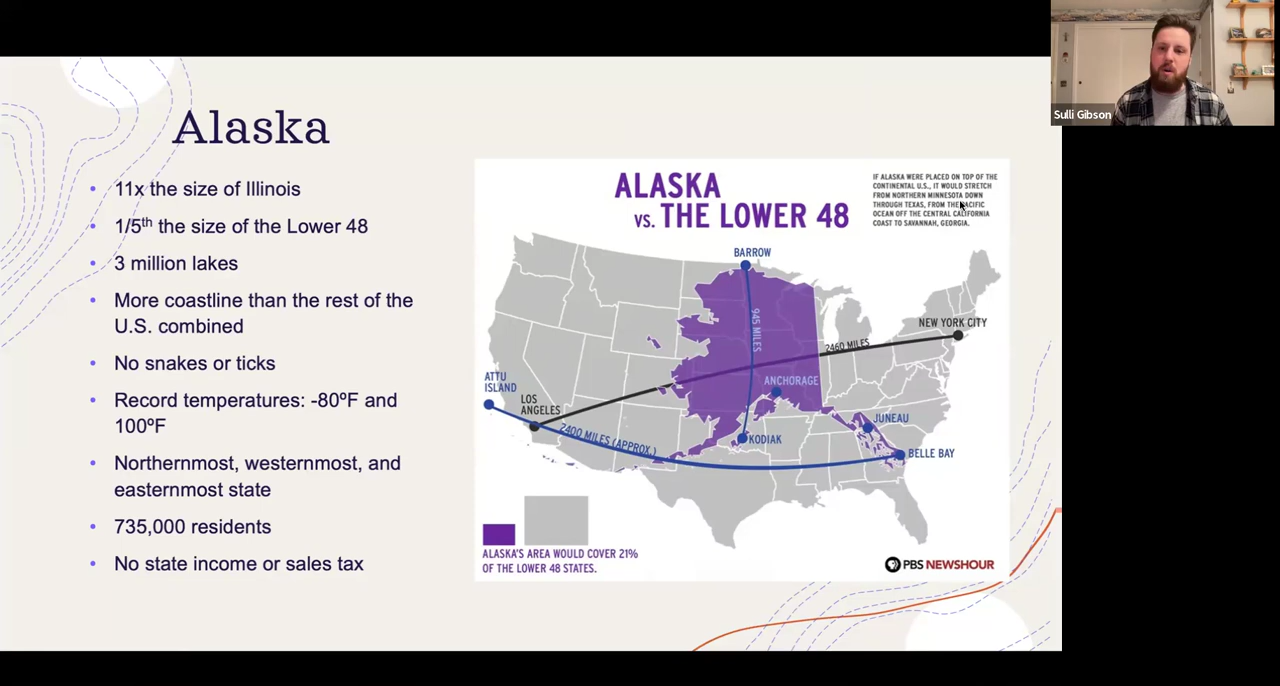 Sulli Gibson
Alaska
• 11x the size of Illinois
• 1/5th the size of the Lower 48
• 3 million lakes
• More coastline than the rest of the
U.S. combined
• No snakes or ticks
• Record temperatures: -80ºF and
100ºF
• Northernmost, westernmost, and
easternmost state
• 735,000 residents
• No state income or sales tax
ALASKA
VS. THE LOWER 48
IF ALASKA WERE PLACED ON TOP OF THE
CONTINENTAL U.S., IT WOULD STRETCH
FROM NORTHERN MINNESOTA DOWN
THROUGH TEXAS, FROM THE PACIFIC
OCEAN OFF THE CENTRAL CALIFORNIA
COAST TO SAVANNAH, GEORGIA.
BARROW
945 MILES
NEW YORK CITY
2460 MILES
ANCHORAGE
ATTU
ISLAND
LOS
ANGELES
2400 MILES (APPROX.)
KODIAK
JUNEAU
BELLE BAY
ALASKA'S AREA WOULD COVER 21%
OF THE LOWER 48 STATES.
PBS NEWSHOUR